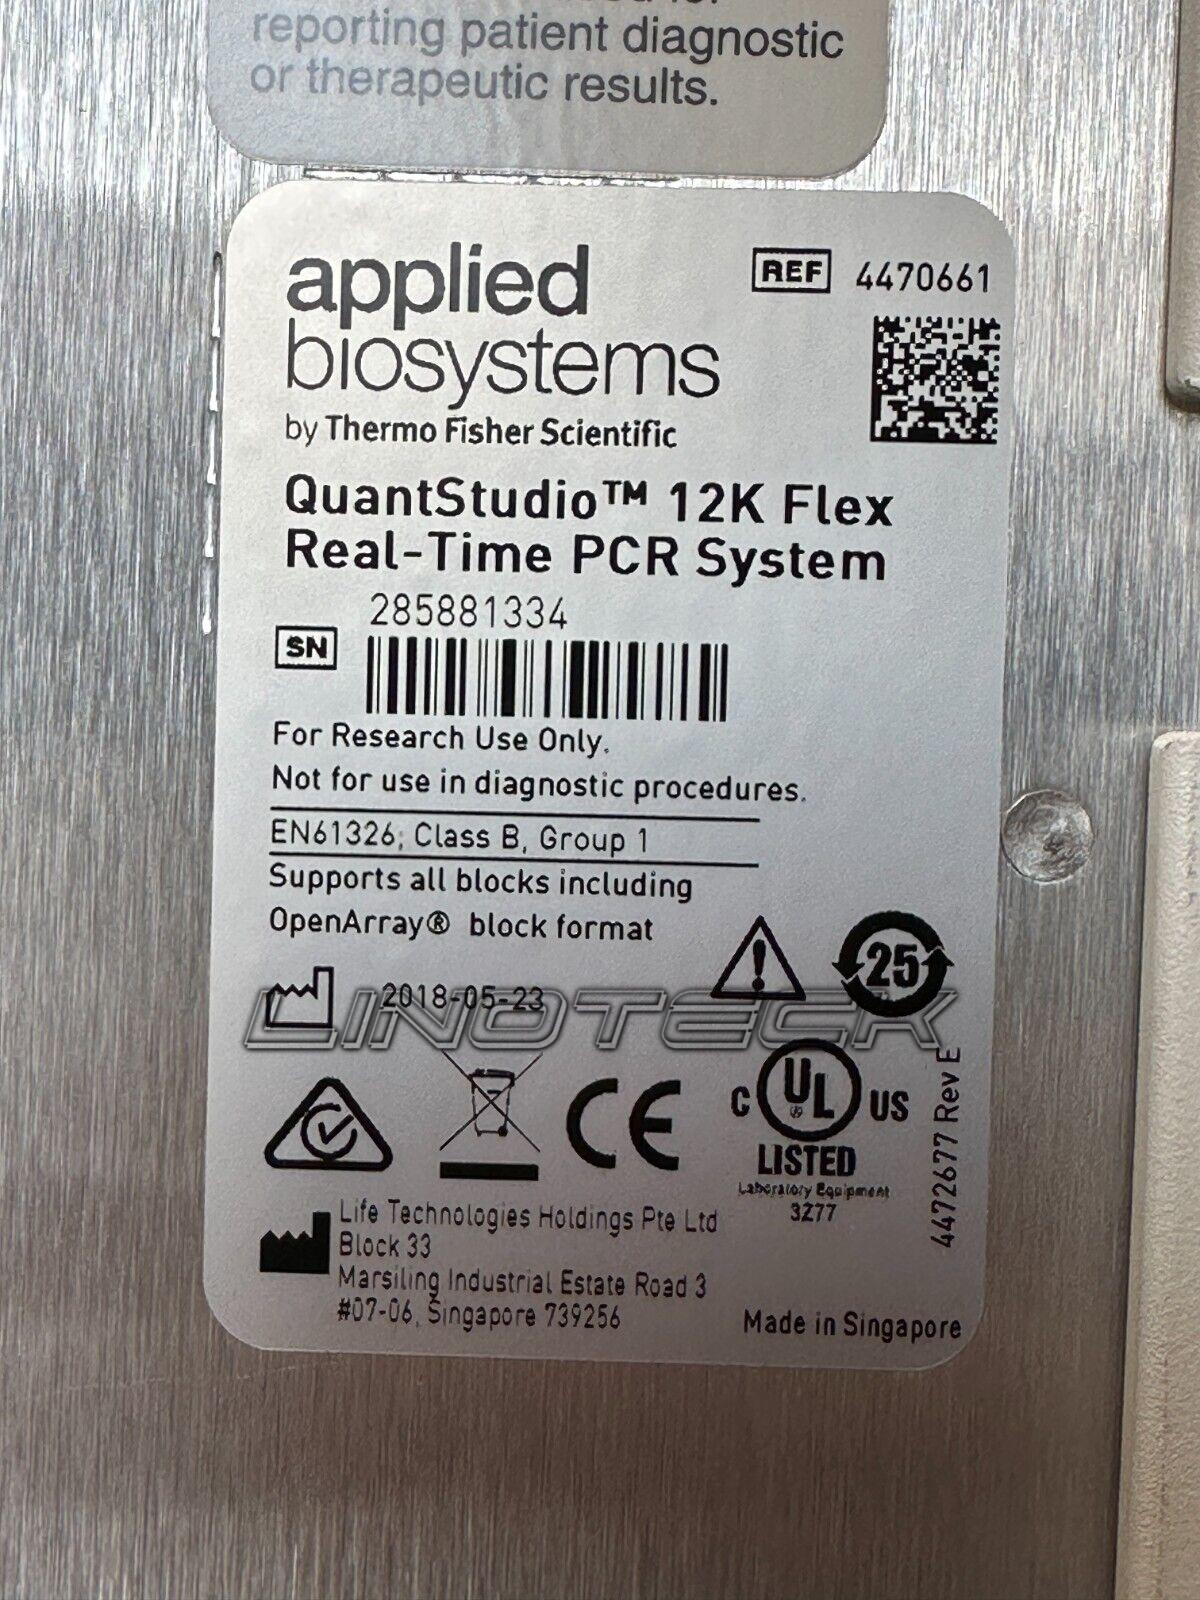 reporting patient diagnostic
or therapeutic results.
applied
biosystems
by Thermo Fisher Scientific
REF 4470661
QuantStudio™ 12K Flex
Real-Time PCR System
285881334
SN
For Research Use Only.
Not for use in diagnostic procedures.
EN61326; Class B, Group 1
Supports all blocks including
OpenArray® block format
25
2018-05-23
LINOTECK
CE
C UL US
LISTED
Laboratory Equipment
3277
4472677 Rev E
Life Technologies Holdings Pte Ltd
Block 33
Marsiling Industrial Estate Road 3
#07-06, Singapore 739256
Made in Singapore